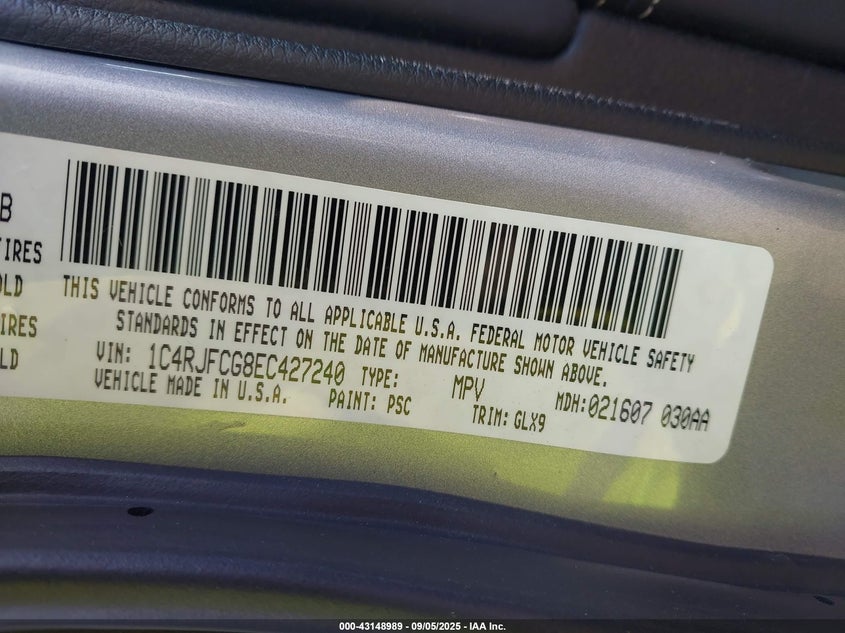 B
TIRES
OLD
IRES
OLD
THIS VEHICLE CONFORMS TO ALL APPLICABLE U.S.A. FEDERAL MOTOR VEHICLE SAFETY
STANDARDS IN EFFECT ON THE DATE OF MANUFACTURE SHOWN ABOVE.
VIN: 1C4RJFCG8EC427240 TYPE: MPV MDH:021607 030AA
VEHICLE MADE IN U.S.A. PAINT: PSC TRIM: GLX9
000-43148989 - 09/05/2025 - IAA Inc.